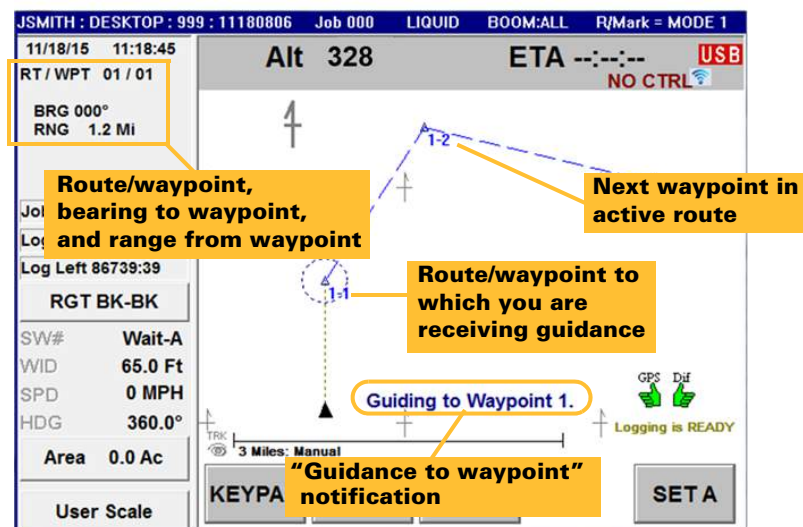 JSMITH : DESKTOP : 999 : 11180806 Job 000 LIQUID BOOM:ALL R/Mark = MODE 1
11/18/15 11:18:45
RT / WPT 01 / 01
BRG 000°
RNG 1.2 Mi
Alt 328
ETA --:--:--
USB
NO CTRL
1-2
Route/waypoint,
bearing to waypoint,
and range from waypoint
Next waypoint in
active route
Log Left 86739:39
RGT BK-BK
SW# Wait-A
WID 65.0 Ft
SPD 0 MPH
HDG 360.0°
Area 0.0 Ac
User Scale
1-1
Route/waypoint to
which you are
receiving guidance
Guiding to Waypoint 1.
GPS Dif
Logging is READY
TRK
3 Miles: Manual
"Guidance to waypoint"
notification
SET A